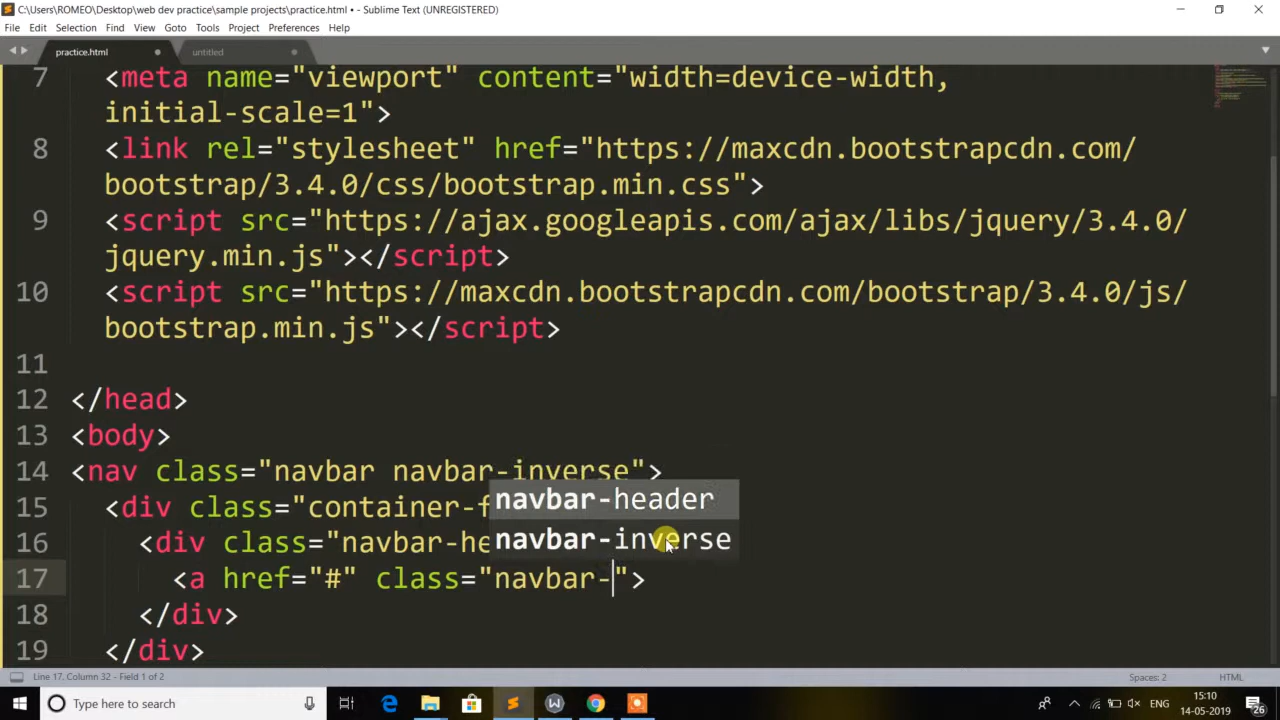 C:\Users\ROMEO\Desktop\web dev practice\sample projects\practice.html • - Sublime Text (UNREGISTERED)
File Edit Selection Find View Goto Tools Project Preferences Help
practice.html untitled
7 <meta name="viewport" content="width=device-width,
initial-scale=1">
8 <link rel="stylesheet" href="https://maxcdn.bootstrapcdn.com/
bootstrap/3.4.0/css/bootstrap.min.css">
9 <script src="https://ajax.googleapis.com/ajax/libs/jquery/3.4.0/
jquery.min.js"></script>
10 <script src="https://maxcdn.bootstrapcdn.com/bootstrap/3.4.0/js/
bootstrap.min.js"></script>
11
12 </head>
13 <body>
14 <nav class="navbar navbar-inverse">
navbar-header
15 <div class="container-f
navbar-inverse
16 <div class="navbar-he
17 <a href="#" class="navbar-">
18 </div>
19 </div>
Line 17, Column 32 - Field 1 of 2 Spaces: 2 HTML
Type here to search ENG 15:10
14-05-2019 26